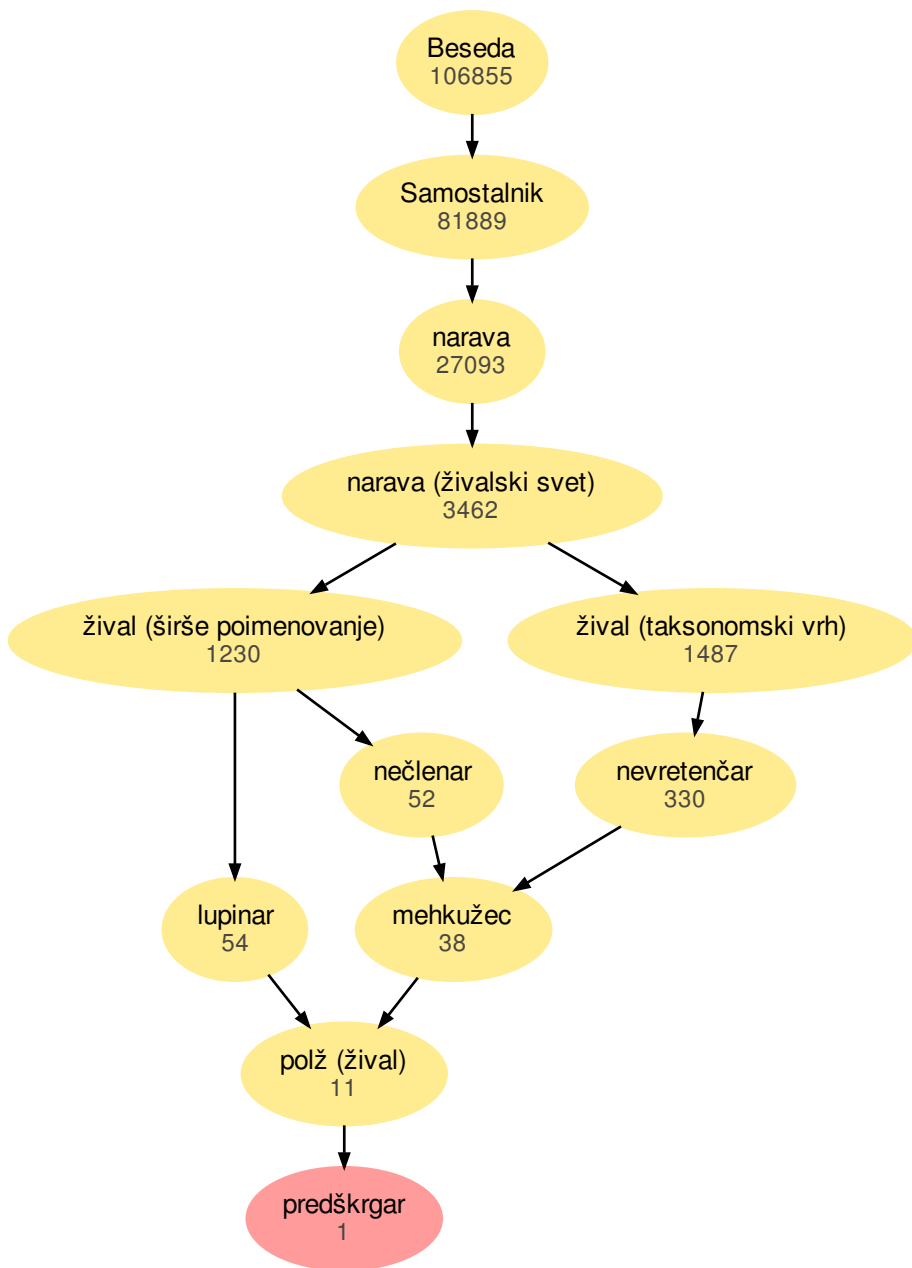 Beseda
106855
Samostalnik
81889
narava
27093
narava (živalski svet)
3462
žival (širše poimenovanje)
1230
žival (taksonomski vrh)
1487
nečlenar
52
nevretenčar
330
lupinar
54
mehkužec
38
polž (žival)
11
predškrgar
1